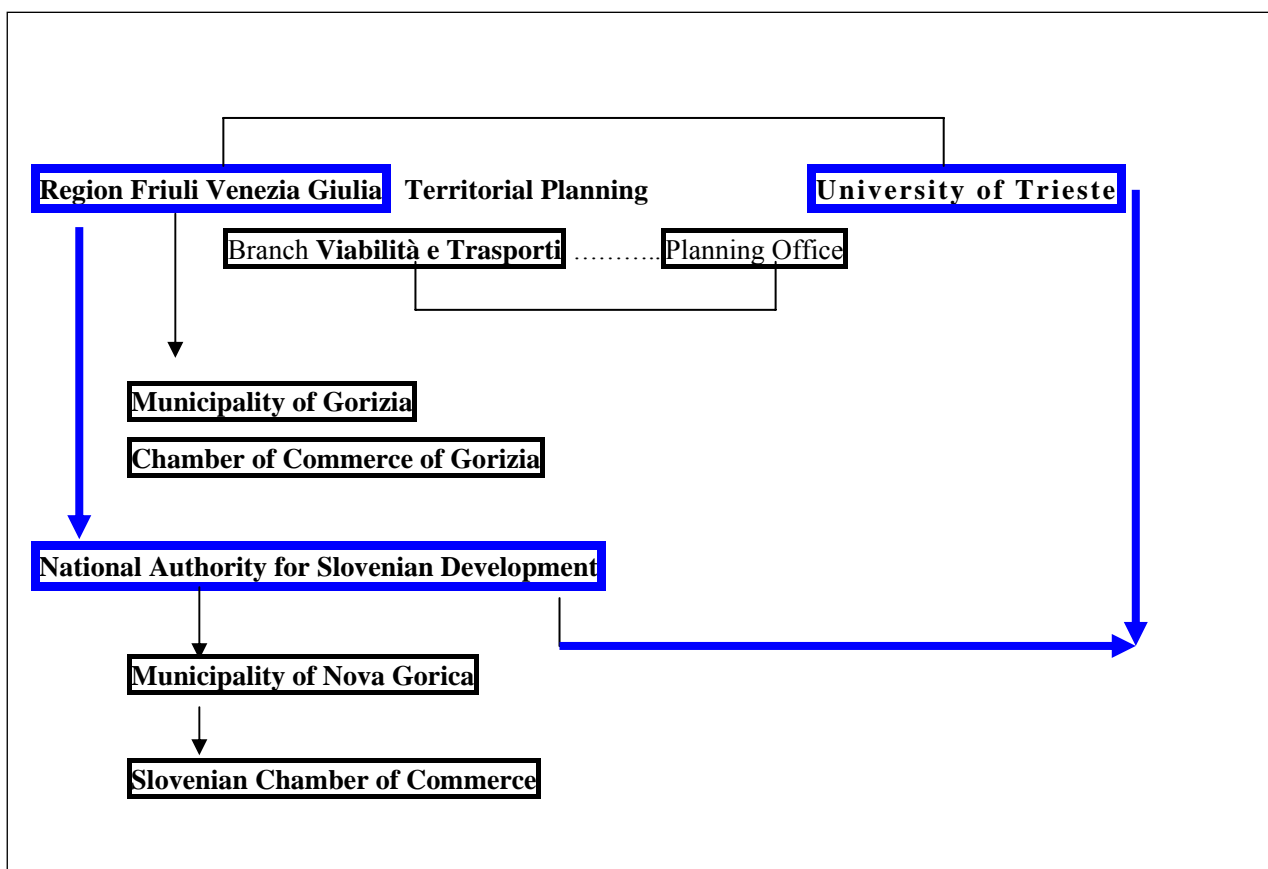 Region Friuli Venezia Giulia Territorial Planning University of Trieste
Branch Viabilità e Trasporti ……….. Planning Office
Municipality of Gorizia
Chamber of Commerce of Gorizia
National Authority for Slovenian Development
Municipality of Nova Gorica
Slovenian Chamber of Commerce